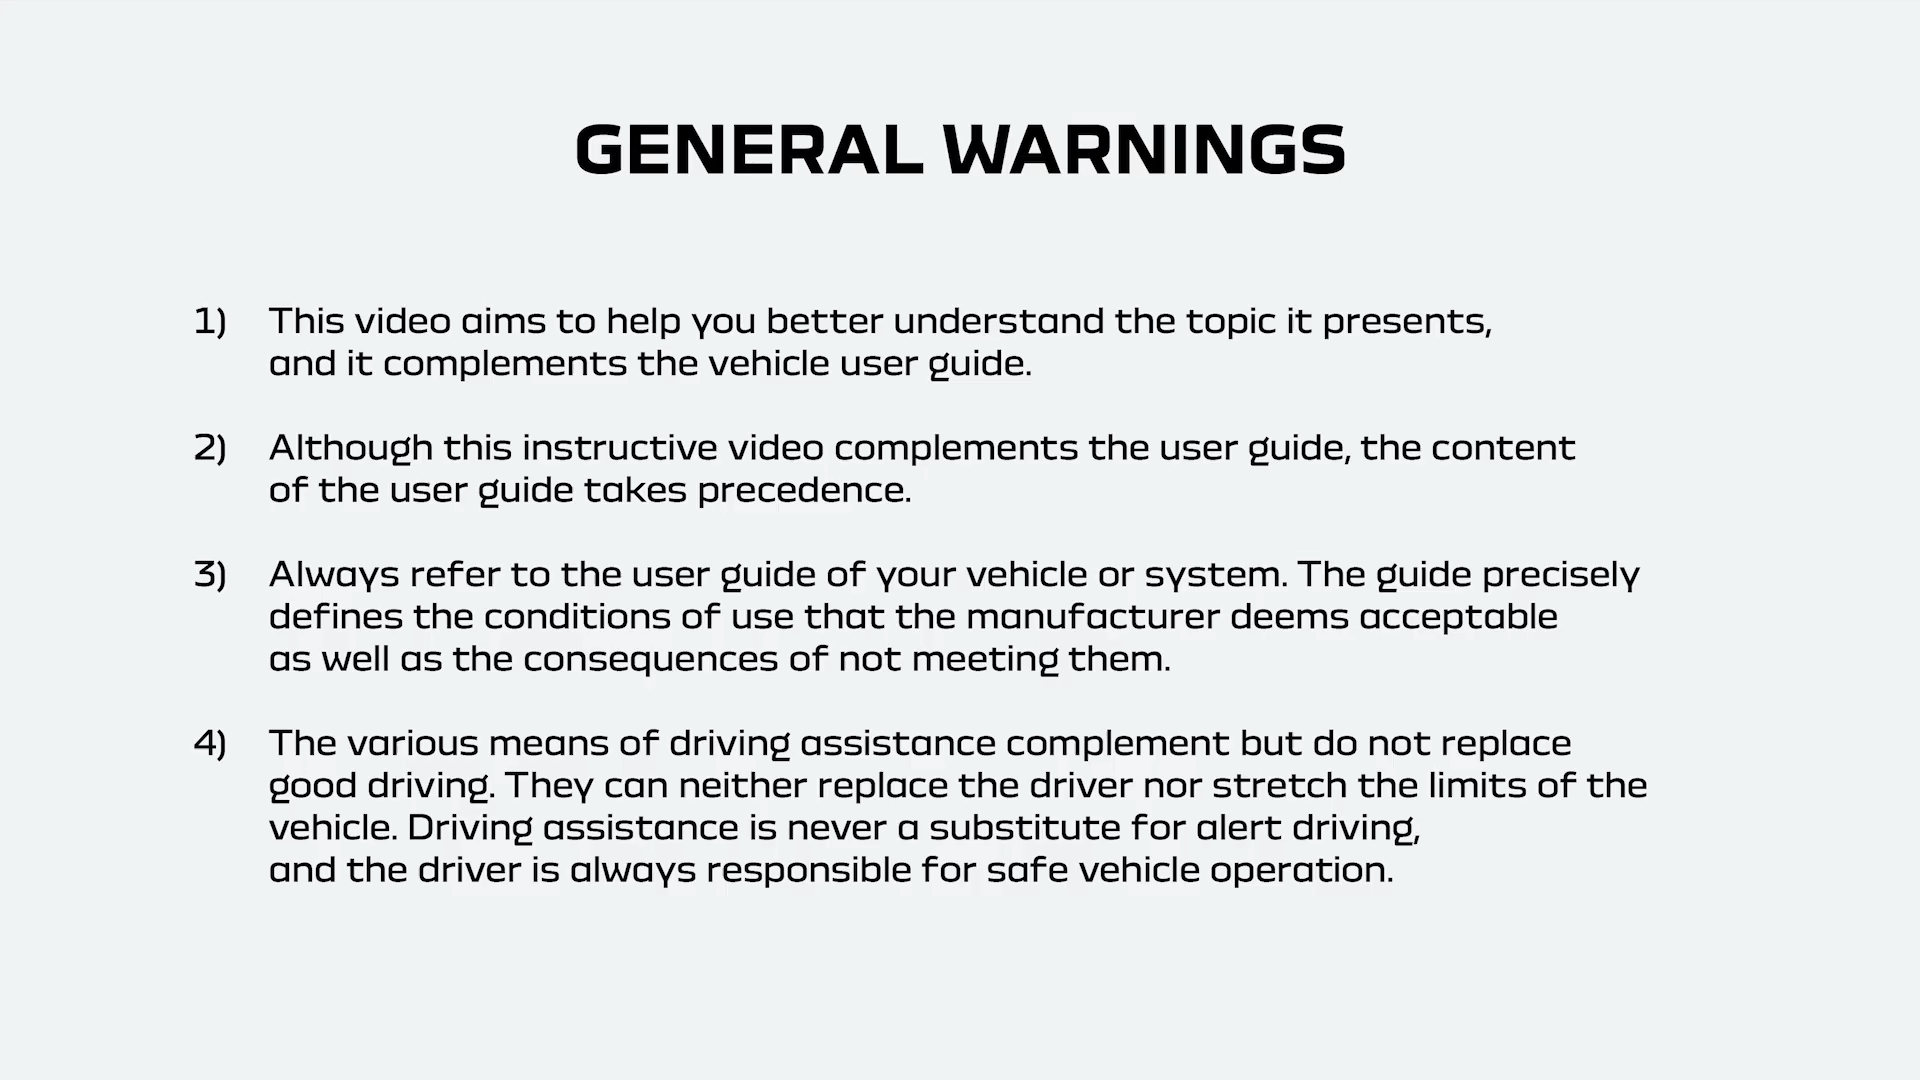 GENERAL WARNINGS
1) This video aims to help you better understand the topic it presents,
and it complements the vehicle user guide.
2) Although this instructive video complements the user guide, the content
of the user guide takes precedence.
3) Always refer to the user guide of your vehicle or system. The guide precisely
defines the conditions of use that the manufacturer deems acceptable
as well as the consequences of not meeting them.
4) The various means of driving assistance complement but do not replace
good driving. They can neither replace the driver nor stretch the limits of the
vehicle. Driving assistance is never a substitute for alert driving,
and the driver is always responsible for safe vehicle operation.